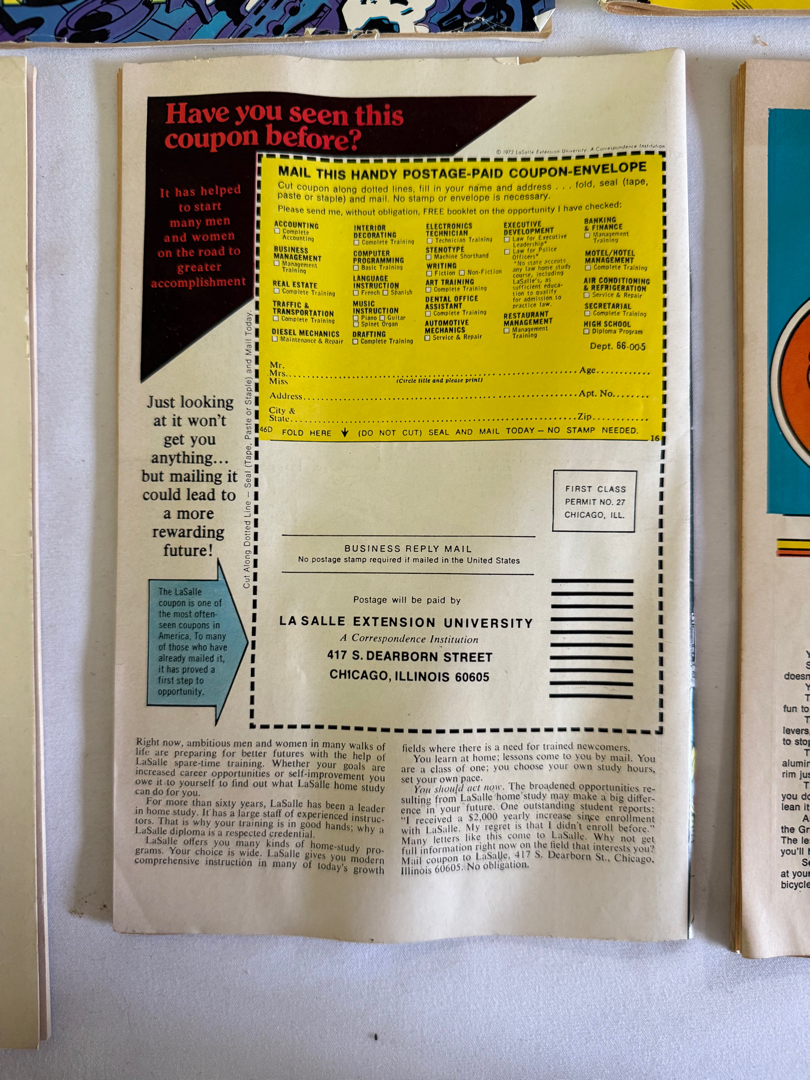 Have you seen this
coupon before?
It has helped
to start
many men
and women
on the road to
greater
accomplishment
© 1973 LaSalle Extension University. A Correspondence Institution
MAIL THIS HANDY POSTAGE-PAID COUPON-ENVELOPE
Cut coupon along dotted lines, fill in your name and address . . . fold, seal (tape,
paste or staple) and mail. No stamp or envelope is necessary.
Please send me, without obligation, FREE booklet on the opportunity I have checked:
ACCOUNTING
Complete
Accounting
BUSINESS
MANAGEMENT
Management
Training
REAL ESTATE
Complete Training
TRAFFIC &
TRANSPORTATION
Complete Training
DIESEL MECHANICS
Maintenance & Repair
INTERIOR
DECORATING
Complete Training
COMPUTER
PROGRAMMING
Basic Training
LANGUAGE
INSTRUCTION
French Spanish
MUSIC
INSTRUCTION
Piano Guitar
Spinet Organ
DRAFTING
Complete Training
ELECTRONICS
TECHNICIAN
Technician Training
STENOTYPE
Machine Shorthand
WRITING
Fiction Non-Fiction
ART TRAINING
Complete Training
DENTAL OFFICE
ASSISTANT
Complete Training
AUTOMOTIVE
MECHANICS
Service & Repair
EXECUTIVE
DEVELOPMENT
Law for Executive
Leadership*
Law for Police
Officers*
*No state accepts
any law home study
course, including
LaSalle's, as
sufficient educa-
tion to qualify
for admission to
practice law.
RESTAURANT
MANAGEMENT
Management
Training
BANKING
& FINANCE
Management
Training
MOTEL/HOTEL
MANAGEMENT
Complete Training
AIR CONDITIONING
& REFRIGERATION
Service & Repair
SECRETARIAL
Complete Training
HIGH SCHOOL
Diploma Program
Dept. 66-005
Mr.
Mrs.
Miss
(Circle title and please print)
Age
Address
Apt. No.
City &
State
Zip
46D FOLD HERE (DO NOT CUT) SEAL AND MAIL TODAY – NO STAMP NEEDED. 16
Cut Along Dotted Line – Seal (Tape, Paste or Staple) and Mail Today.
Just looking
at it won't
get you
anything...
but mailing it
could lead to
a more
rewarding
future!
FIRST CLASS
PERMIT NO. 27
CHICAGO, ILL.
BUSINESS REPLY MAIL
No postage stamp required if mailed in the United States
Postage will be paid by
LA SALLE EXTENSION UNIVERSITY
A Correspondence Institution
417 S. DEARBORN STREET
CHICAGO, ILLINOIS 60605
The LaSalle
coupon is one of
the most often-
seen coupons in
America. To many
of those who have
already mailed it,
it has proved a
first step to
opportunity.
Right now, ambitious men and women in many walks of
life are preparing for better futures with the help of
LaSalle spare-time training. Whether your goals are
increased career opportunities or self-improvement you
owe it to yourself to find out what LaSalle home study
can do for you.
For more than sixty years, LaSalle has been a leader
in home study. It has a large staff of experienced instruc-
tors. That is why your training is in good hands; why a
LaSalle diploma is a respected credential.
LaSalle offers you many kinds of home-study pro-
grams. Your choice is wide. LaSalle gives you modern
comprehensive instruction in many of today's growth
fields where there is a need for trained newcomers.
You learn at home; lessons come to you by mail. You
are a class of one; you choose your own study hours,
set your own pace.
You should act now. The broadened opportunities re-
sulting from LaSalle home study may make a big differ-
ence in your future. One outstanding student reports:
"I received a $2,000 yearly increase since enrollment
with LaSalle. My regret is that I didn't enroll before."
Many letters like this come to LaSalle. Why not get
full information right now on the field that interests you?
Mail coupon to LaSalle, 417 S. Dearborn St., Chicago,
Illinois 60605. No obligation.
doesn
fun to
levers,
to stop
alumin
rim jus
you do
lean it
the Gr
The le
you'll
at your
bicycle